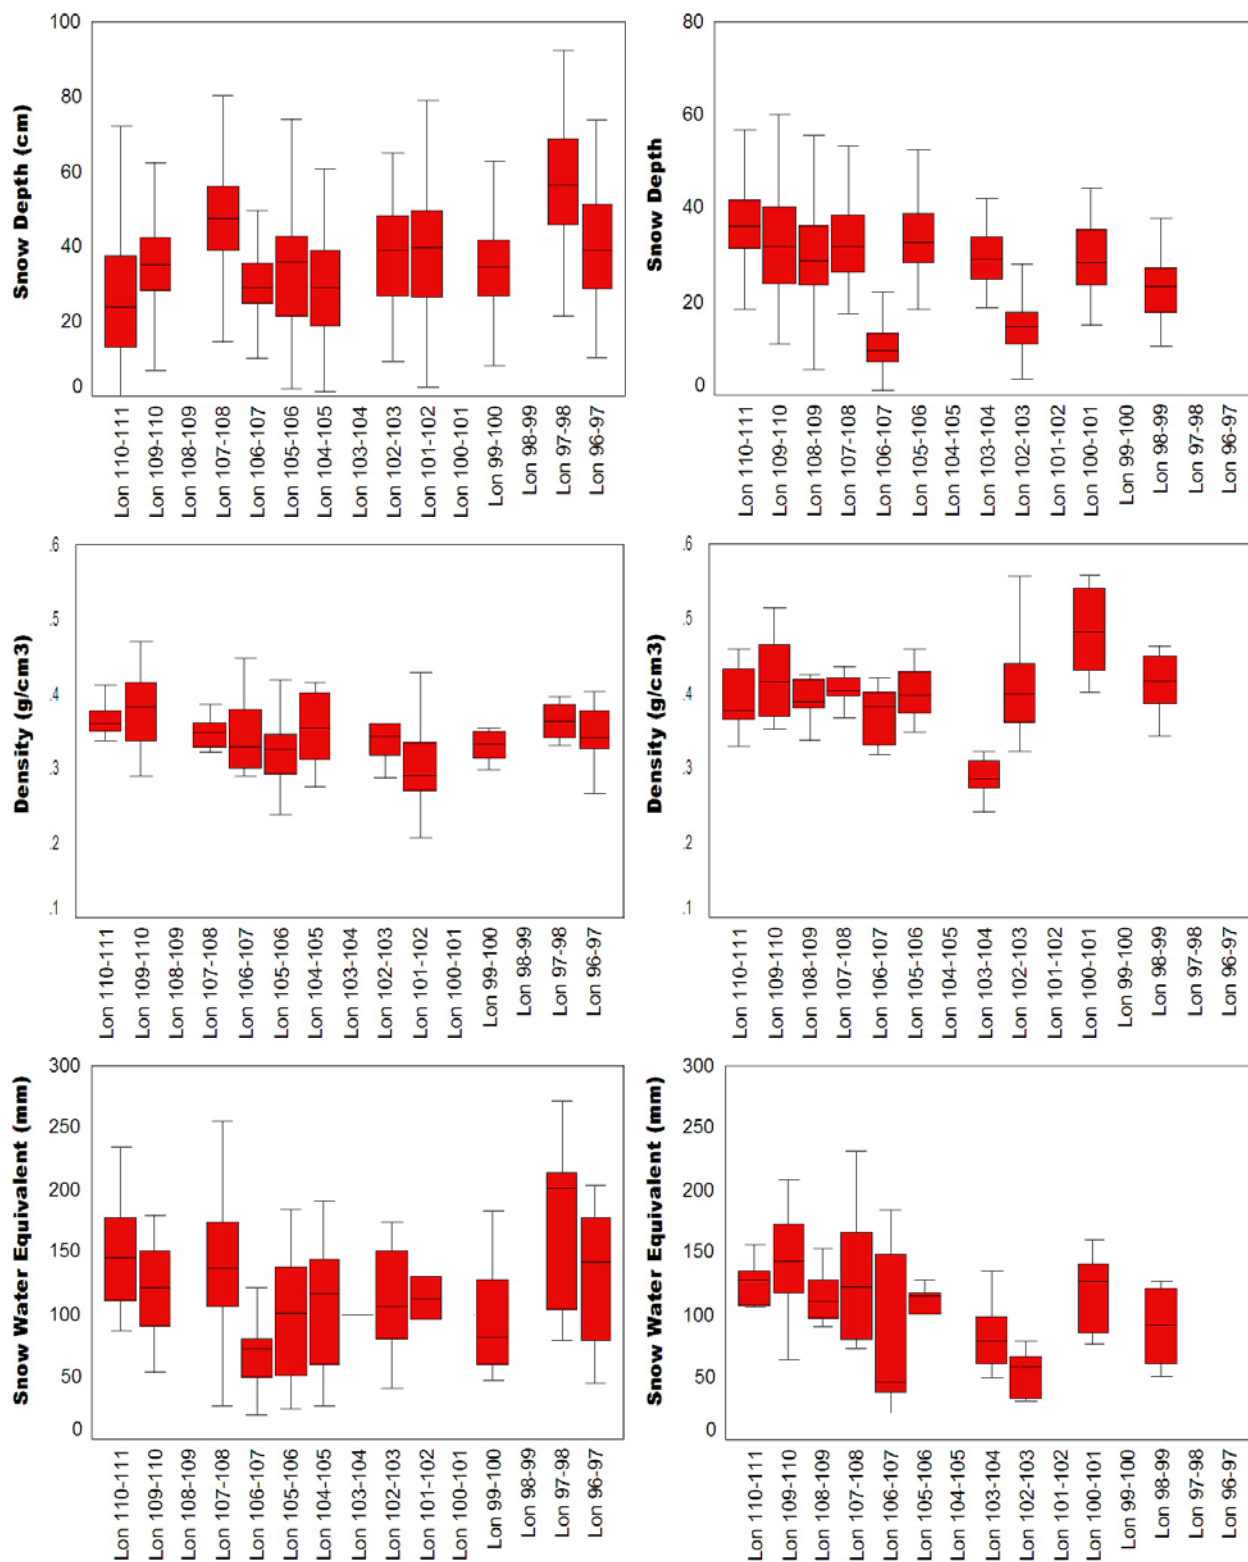 Snow Depth (cm)
100
80
60
40
20
0
Lon 110-111
Lon 109-110
Lon 108-109
Lon 107-108
Lon 106-107
Lon 105-106
Lon 104-105
Lon 103-104
Lon 102-103
Lon 101-102
Lon 100-101
Lon 99-100
Lon 98-99
Lon 97-98
Lon 96-97
Snow Depth
80
60
40
20
0
Lon 110-111
Lon 109-110
Lon 108-109
Lon 107-108
Lon 106-107
Lon 105-106
Lon 104-105
Lon 103-104
Lon 102-103
Lon 101-102
Lon 100-101
Lon 99-100
Lon 98-99
Lon 97-98
Lon 96-97
Density (g/cm3)
.6
.5
.4
.3
.2
.1
Lon 110-111
Lon 109-110
Lon 108-109
Lon 107-108
Lon 106-107
Lon 105-106
Lon 104-105
Lon 103-104
Lon 102-103
Lon 101-102
Lon 100-101
Lon 99-100
Lon 98-99
Lon 97-98
Lon 96-97
Density (g/cm3)
.6
.5
.4
.3
.2
.1
Lon 110-111
Lon 109-110
Lon 108-109
Lon 107-108
Lon 106-107
Lon 105-106
Lon 104-105
Lon 103-104
Lon 102-103
Lon 101-102
Lon 100-101
Lon 99-100
Lon 98-99
Lon 97-98
Lon 96-97
Snow Water Equivalent (mm)
300
250
200
150
100
50
0
Lon 110-111
Lon 109-110
Lon 108-109
Lon 107-108
Lon 106-107
Lon 105-106
Lon 104-105
Lon 103-104
Lon 102-103
Lon 101-102
Lon 100-101
Lon 99-100
Lon 98-99
Lon 97-98
Lon 96-97
Snow Water Equivalent (mm)
300
250
200
150
100
50
0
Lon 110-111
Lon 109-110
Lon 108-109
Lon 107-108
Lon 106-107
Lon 105-106
Lon 104-105
Lon 103-104
Lon 102-103
Lon 101-102
Lon 100-101
Lon 99-100
Lon 98-99
Lon 97-98
Lon 96-97